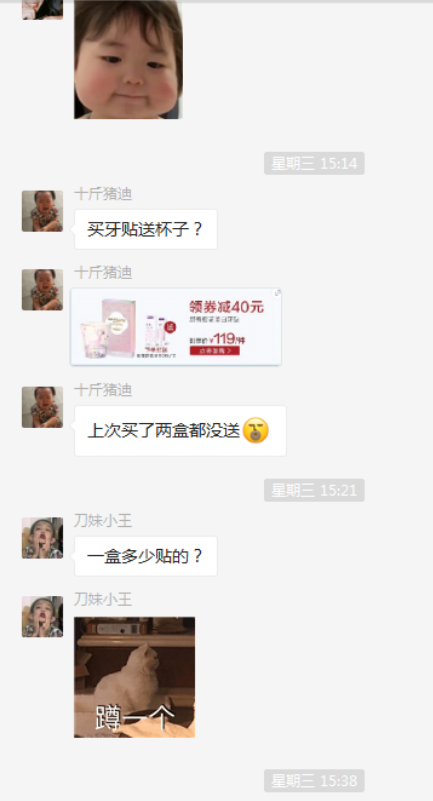 星期三 15:14
十斤猪迪
买牙贴送杯子？
十斤猪迪
领券减40元
119
十斤猪迪
上次买了两盒都没送
星期三 15:21
刀妹小王
一盒多少贴的？
刀妹小王
蹲一个
星期三 15:38